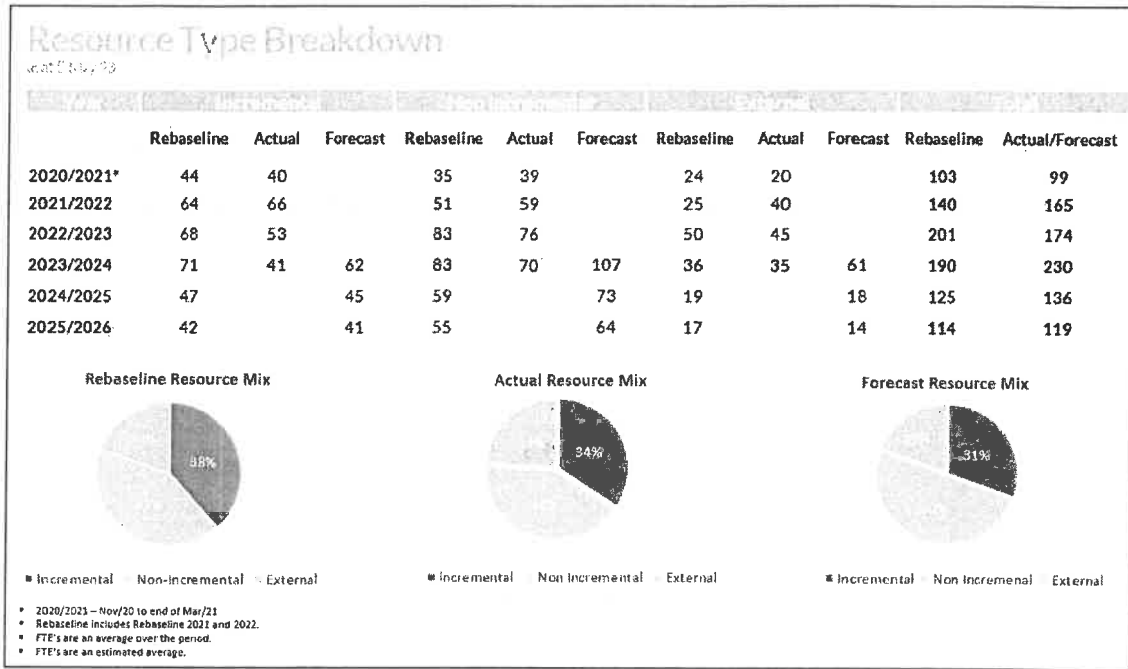 Resource Type Breakdown
Rebaseline Actual Forecast Rebaseline Actual Forecast Rebaseline Actual Forecast Rebaseline Actual/Forecast
2020/2021* 44 40 35 39 24 20 103 99
2021/2022 64 66 51 59 25 40 140 165
2022/2023 68 53 83 76 50 45 201 174
2023/2024 71 41 62 83 70 107 36 35 61 190 230
2024/2025 47 45 59 73 19 18 125 136
2025/2026 42 41 55 64 17 14 114 119
Rebaseline Resource Mix
38%
Incremental Non-Incremental External
Actual Resource Mix
34%
Incremental Non Incremental External
Forecast Resource Mix
31%
Incremental Non Incremenal External
* 2020/2021 – Nov/20 to end of Mar/21
* Rebaseline includes Rebaseline 2021 and 2022.
* FTE's are an average over the period.
* FTE's are an estimated average.